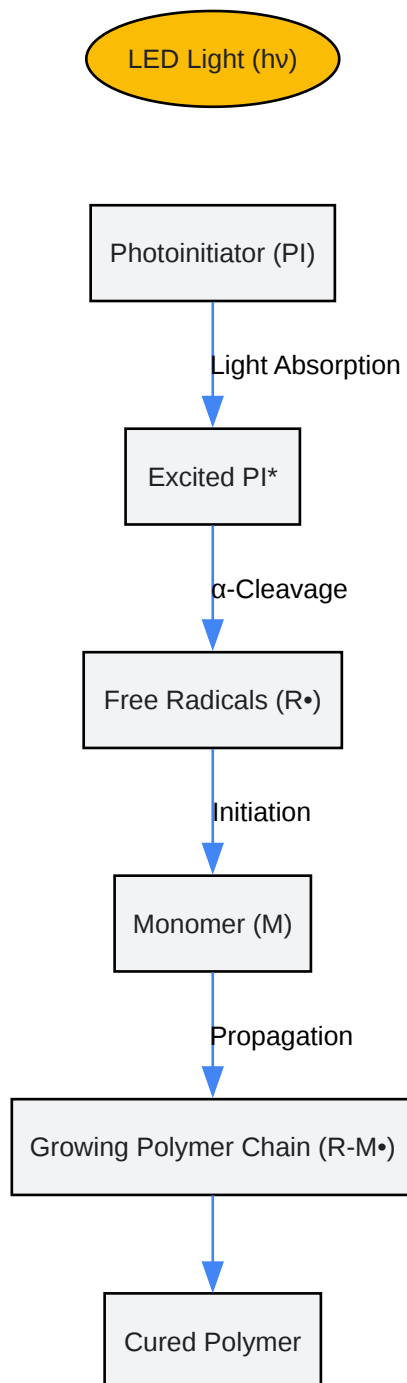 LED Light (hν)
Photoinitiator (PI)
Light Absorption
Excited PI*
α-Cleavage
Free Radicals (R•)
Initiation
Monomer (M)
Propagation
Growing Polymer Chain (R-M•)
Cured Polymer